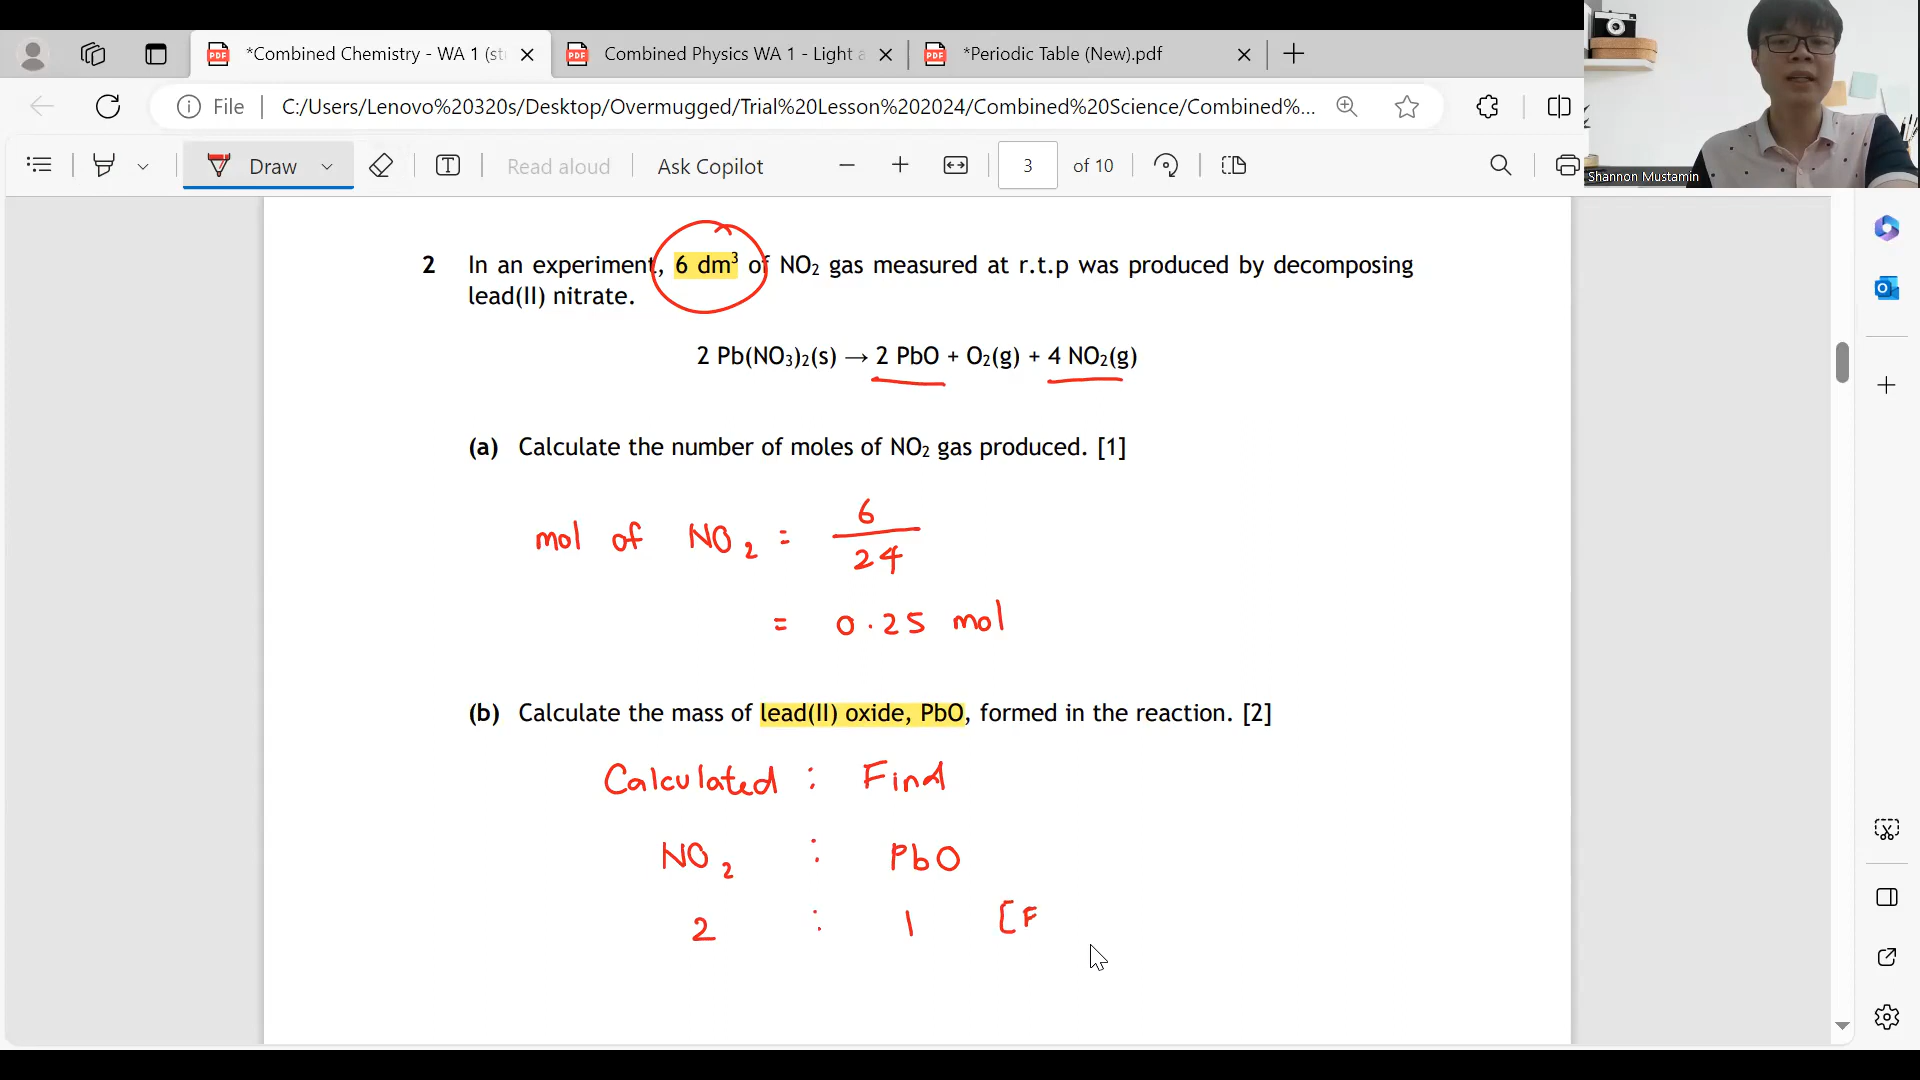 *Combined Chemistry - WA 1 (st
Combined Physics WA 1 - Light a
*Periodic Table (New).pdf
File
C:/Users/Lenovo%20320s/Desktop/Overmugged/Trial%20Lesson%202024/Combined%20Science/Combined%...
Draw
Read aloud
Ask Copilot
3 of 10
Shannon Mustamin
2 In an experiment, 6 dm³ of NO₂ gas measured at r.t.p was produced by decomposing
lead(II) nitrate.
2 Pb(NO₃)₂(s) → 2 PbO + O₂(g) + 4 NO₂(g)
(a) Calculate the number of moles of NO₂ gas produced. [1]
mol of NO₂ = 6/24
= 0.25 mol
(b) Calculate the mass of lead(II) oxide, PbO, formed in the reaction. [2]
Calculated : Find
NO₂ : PbO
2 : 1 [F